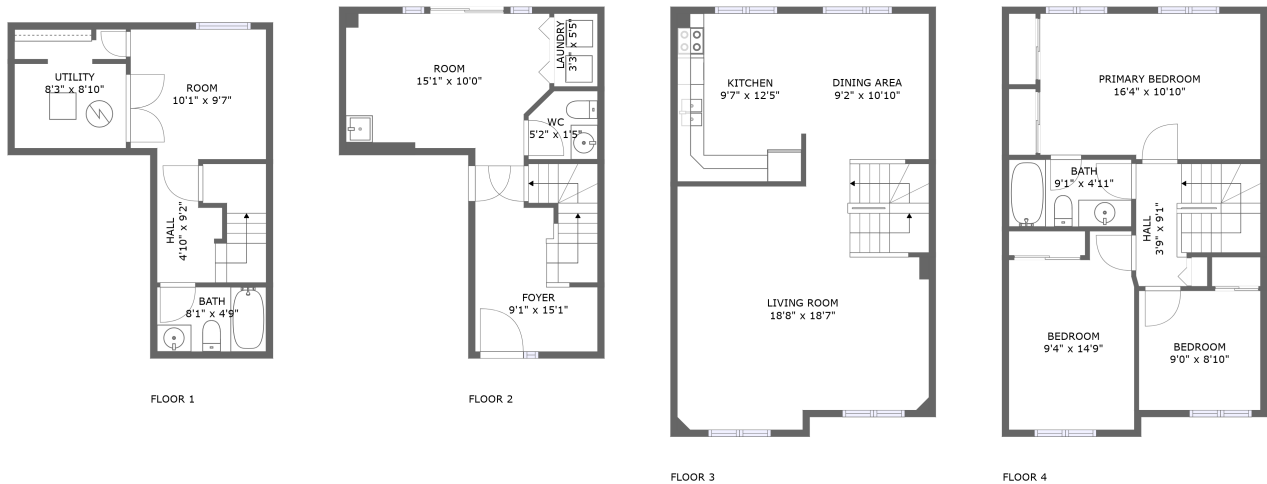 UTILITY
8'3" x 8'10"
ROOM
10'1" x 9'7"
HALL
4'10" x 9'2"
BATH
8'1" x 4'9"
FLOOR 1
ROOM
15'1" x 10'0"
LAUNDRY
3'3" x 5'5"
WC
5'2" x 1'5"
FOYER
9'1" x 15'1"
FLOOR 2
KITCHEN
9'7" x 12'5"
DINING AREA
9'2" x 10'10"
LIVING ROOM
18'8" x 18'7"
FLOOR 3
PRIMARY BEDROOM
16'4" x 10'10"
BATH
9'1" x 4'11"
HALL
3'9" x 9'1"
BEDROOM
9'4" x 14'9"
BEDROOM
9'0" x 8'10"
FLOOR 4